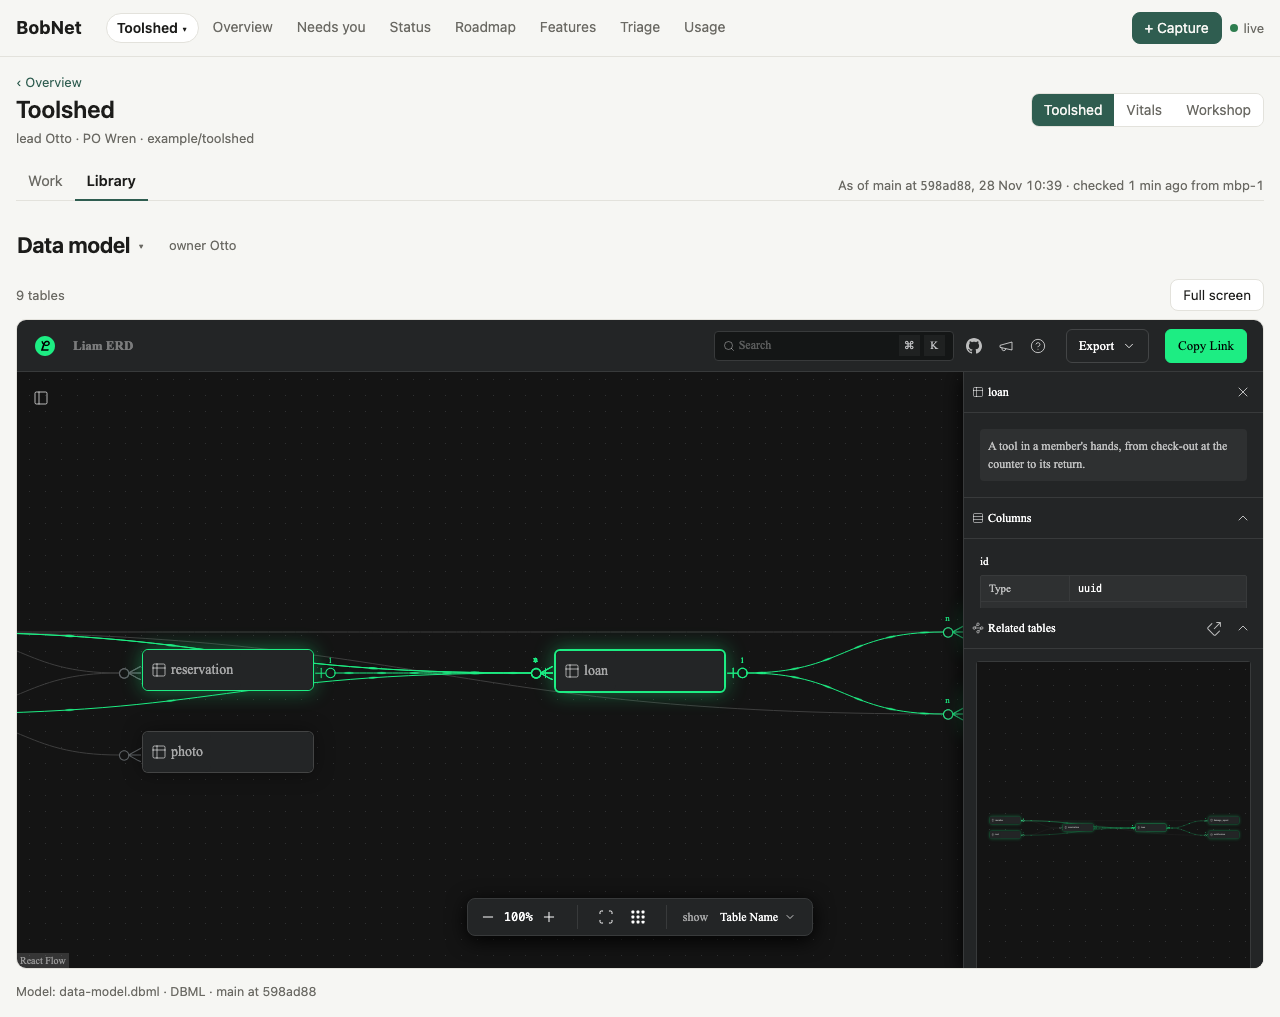 BobNet
Toolshed ▾
Overview
Needs you
Status
Roadmap
Features
Triage
Usage
+ Capture
live
‹ Overview
Toolshed
lead Otto · PO Wren · example/toolshed
Toolshed
Vitals
Workshop
Work
Library
As of main at 598ad88, 28 Nov 10:39 · checked 1 min ago from mbp-1
Data model ▾
owner Otto
9 tables
Full screen
Liam ERD
Search
⌘ K
Export
Copy Link
loan
A tool in a member's hands, from check-out at the
counter to its return.
Columns
id
Type uuid
Related tables
reservation
1
loan
1
n
n
photo
100%
show Table Name
React Flow
Model: data-model.dbml · DBML · main at 598ad88